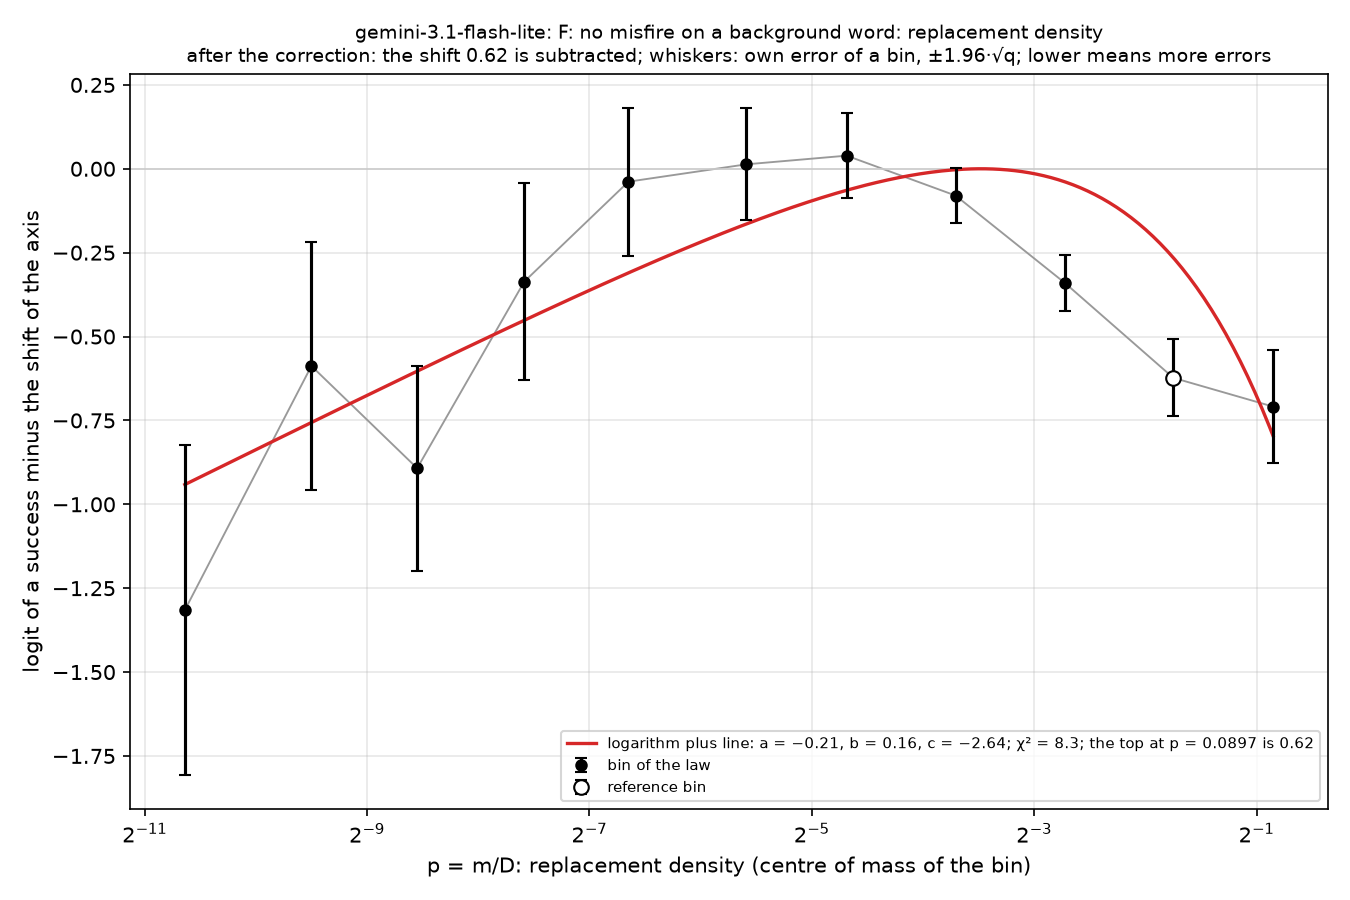 gemini-3.1-flash-lite: F: no misfire on a background word: replacement density
after the correction: the shift 0.62 is subtracted; whiskers: own error of a bin, ±1.96·√q; lower means more errors
logit of a success minus the shift of the axis
0.25
0.00
−0.25
−0.50
−0.75
−1.00
−1.25
−1.50
−1.75
logarithm plus line: a = −0.21, b = 0.16, c = −2.64; χ² = 8.3; the top at p = 0.0897 is 0.62
bin of the law
reference bin
2⁻¹¹ 2⁻⁹ 2⁻⁷ 2⁻⁵ 2⁻³ 2⁻¹
p = m/D: replacement density (centre of mass of the bin)